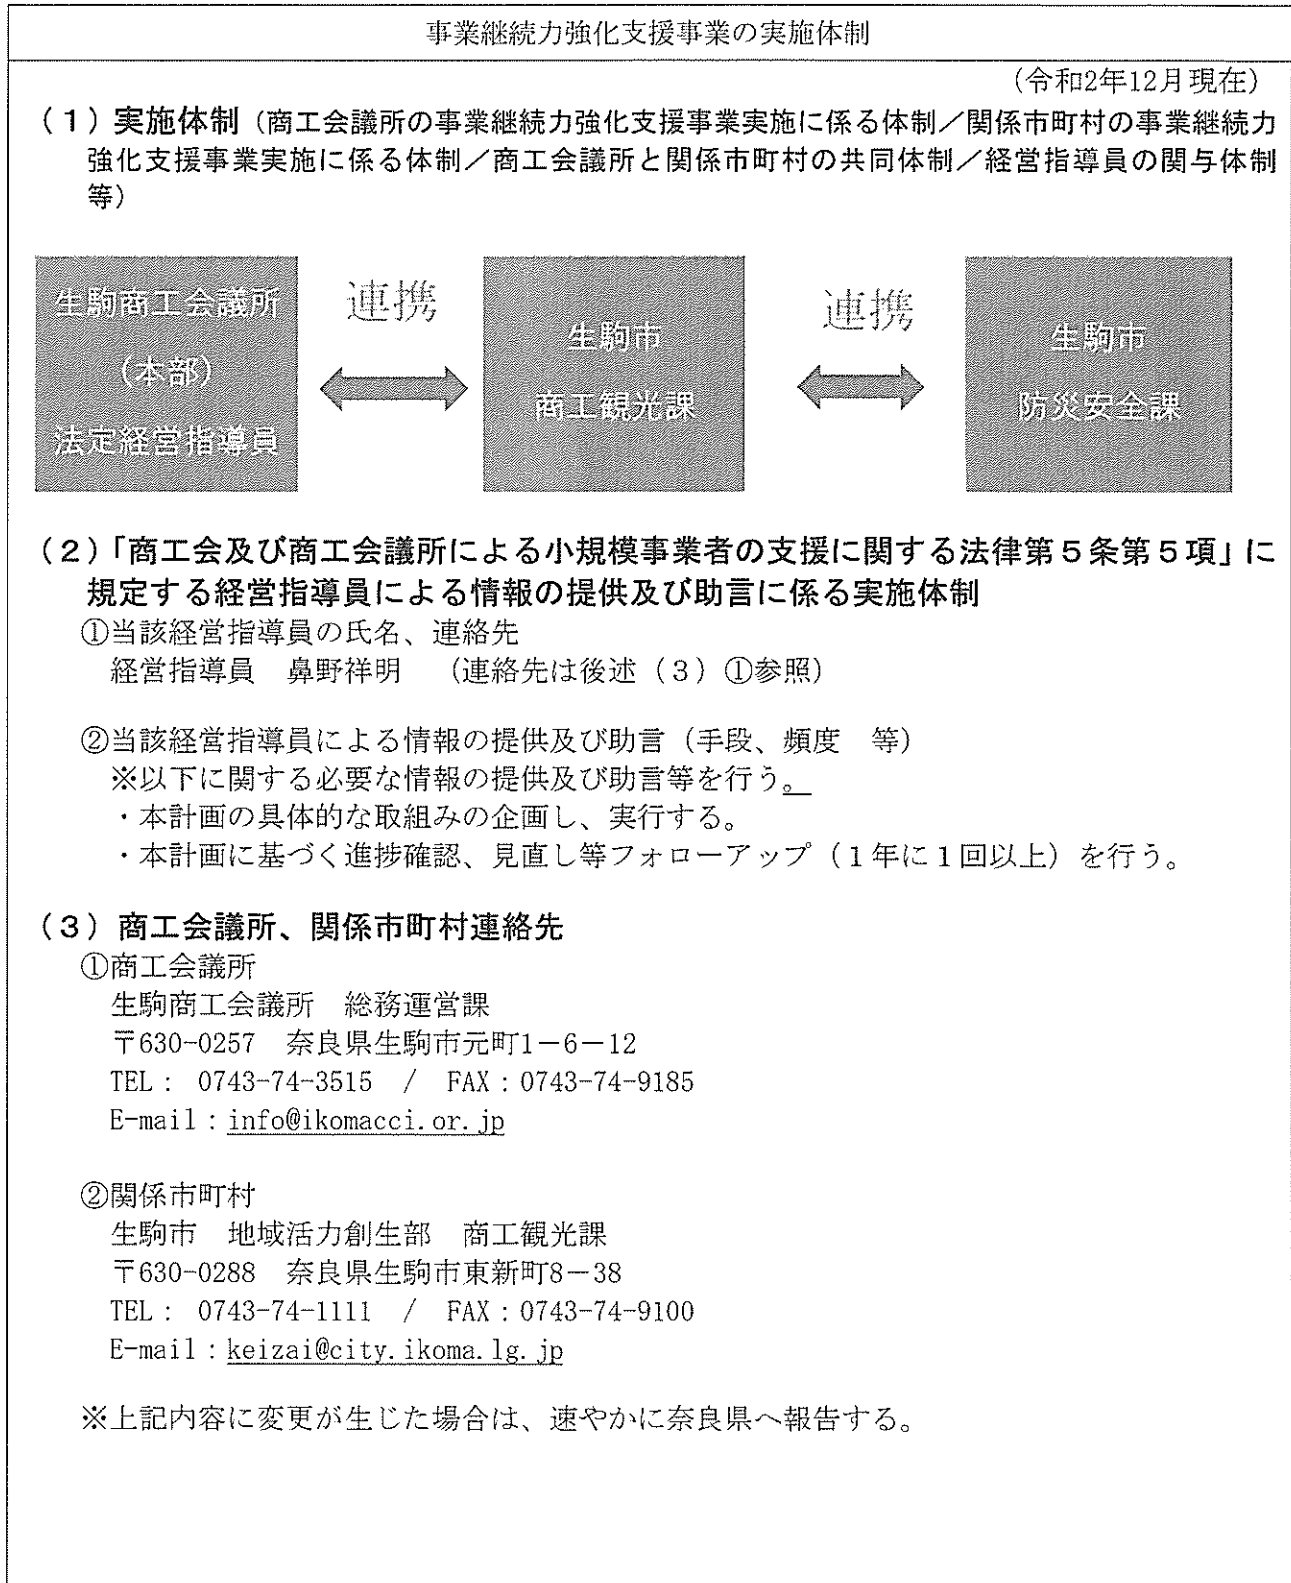 事業継続力強化支援事業の実施体制
(令和2年12月現在)
(1)実施体制(商工会議所の事業継続力強化支援事業実施に係る体制/関係市町村の事業継続力
強化支援事業実施に係る体制/商工会議所と関係市町村の共同体制/経営指導員の関与体制
等)
生駒商工会議所
(本部)
法定経営指導員
連携
生駒市
商工観光課
連携
生駒市
防災安全課
(2)「商工会及び商工会議所による小規模事業者の支援に関する法律第5条第5項」に
規定する経営指導員による情報の提供及び助言に係る実施体制
①当該経営指導員の氏名、連絡先
経営指導員 鼻野祥明 (連絡先は後述(3)①参照)
②当該経営指導員による情報の提供及び助言(手段、頻度 等)
※以下に関する必要な情報の提供及び助言等を行う。
・本計画の具体的な取組みの企画し、実行する。
・本計画に基づく進捗確認、見直し等フォローアップ(1年に1回以上)を行う。
(3)商工会議所、関係市町村連絡先
①商工会議所
生駒商工会議所 総務運営課
〒630-0257 奈良県生駒市元町1-6-12
TEL: 0743-74-3515 / FAX:0743-74-9185
E-mail:info@ikomacci.or.jp
②関係市町村
生駒市 地域活力創生部 商工観光課
〒630-0288 奈良県生駒市東新町8-38
TEL: 0743-74-1111 / FAX:0743-74-9100
E-mail:keizai@city.ikoma.lg.jp
※上記内容に変更が生じた場合は、速やかに奈良県へ報告する。